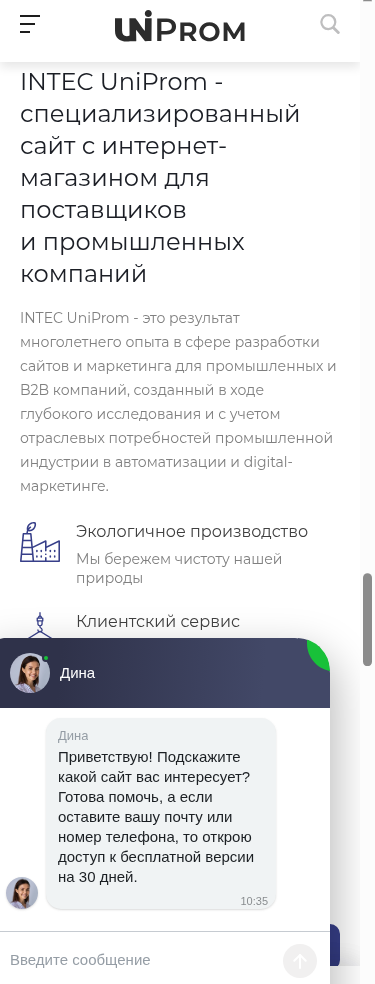 UNIPROM
INTEC UniProm -
специализированный
сайт с интернет-
магазином для
поставщиков
и промышленных
компаний
INTEC UniProm - это результат
многолетнего опыта в сфере разработки
сайтов и маркетинга для промышленных и
B2B компаний, созданный в ходе
глубокого исследования и с учетом
отраслевых потребностей промышленной
индустрии в автоматизации и digital-
маркетинге.
Экологичное производство
Мы бережем чистоту нашей
природы
Клиентский сервис
Дина
Дина
Приветствую! Подскажите
какой сайт вас интересует?
Готова помочь, а если
оставите вашу почту или
номер телефона, то открою
доступ к бесплатной версии
на 30 дней.
10:35
Введите сообщение